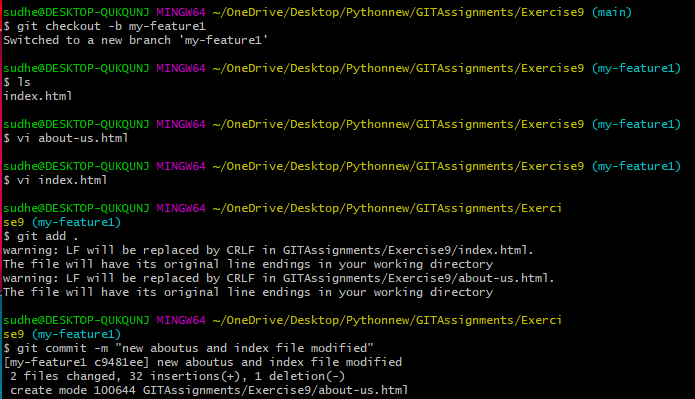 sudhe@DESKTOP-QUKQUNJ MINGW64 ~/OneDrive/Desktop/Pythonnew/GITAssignments/Exercise9 (main)
$ git checkout -b my-feature1
Switched to a new branch 'my-feature1'
sudhe@DESKTOP-QUKQUNJ MINGW64 ~/OneDrive/Desktop/Pythonnew/GITAssignments/Exercise9 (my-feature1)
$ ls
index.html
sudhe@DESKTOP-QUKQUNJ MINGW64 ~/OneDrive/Desktop/Pythonnew/GITAssignments/Exercise9 (my-feature1)
$ vi about-us.html
sudhe@DESKTOP-QUKQUNJ MINGW64 ~/OneDrive/Desktop/Pythonnew/GITAssignments/Exercise9 (my-feature1)
$ vi index.html
sudhe@DESKTOP-QUKQUNJ MINGW64 ~/OneDrive/Desktop/Pythonnew/GITAssignments/Exerci
se9 (my-feature1)
$ git add .
warning: LF will be replaced by CRLF in GITAssignments/Exercise9/index.html.
The file will have its original line endings in your working directory
warning: LF will be replaced by CRLF in GITAssignments/Exercise9/about-us.html.
The file will have its original line endings in your working directory
sudhe@DESKTOP-QUKQUNJ MINGW64 ~/OneDrive/Desktop/Pythonnew/GITAssignments/Exerci
se9 (my-feature1)
$ git commit -m "new aboutus and index file modified"
[my-feature1 c9481ee] new aboutus and index file modified
 2 files changed, 32 insertions(+), 1 deletion(-)
 create mode 100644 GITAssignments/Exercise9/about-us.html